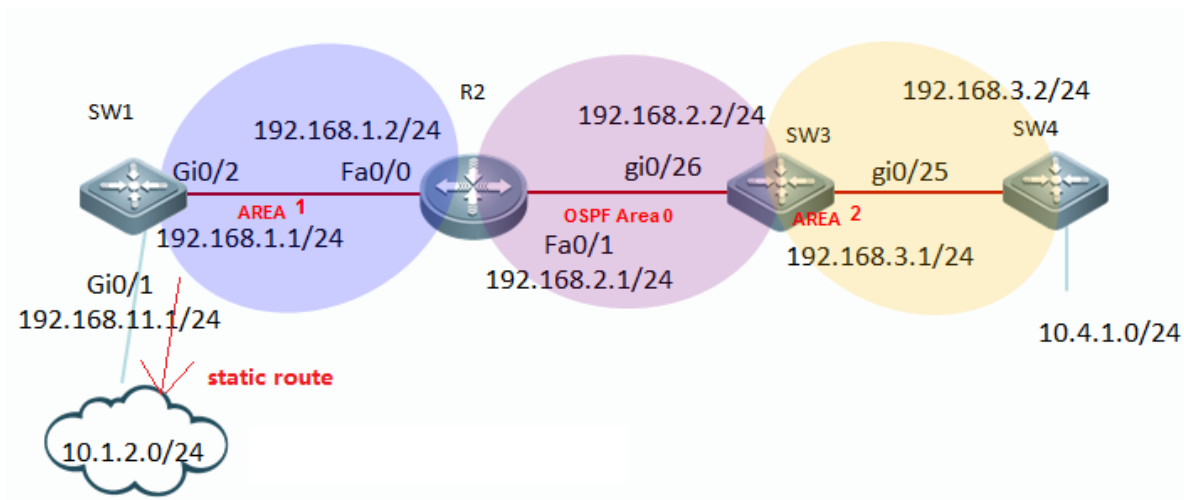 SW1
192.168.1.2/24
R2
192.168.2.2/24
SW3
192.168.3.2/24
SW4
Gi0/2
Fa0/0
gi0/26
gi0/25
AREA 1
OSPF Area 0
AREA 2
192.168.1.1/24
Fa0/1
192.168.2.1/24
192.168.3.1/24
Gi0/1
192.168.11.1/24
10.4.1.0/24
static route
10.1.2.0/24